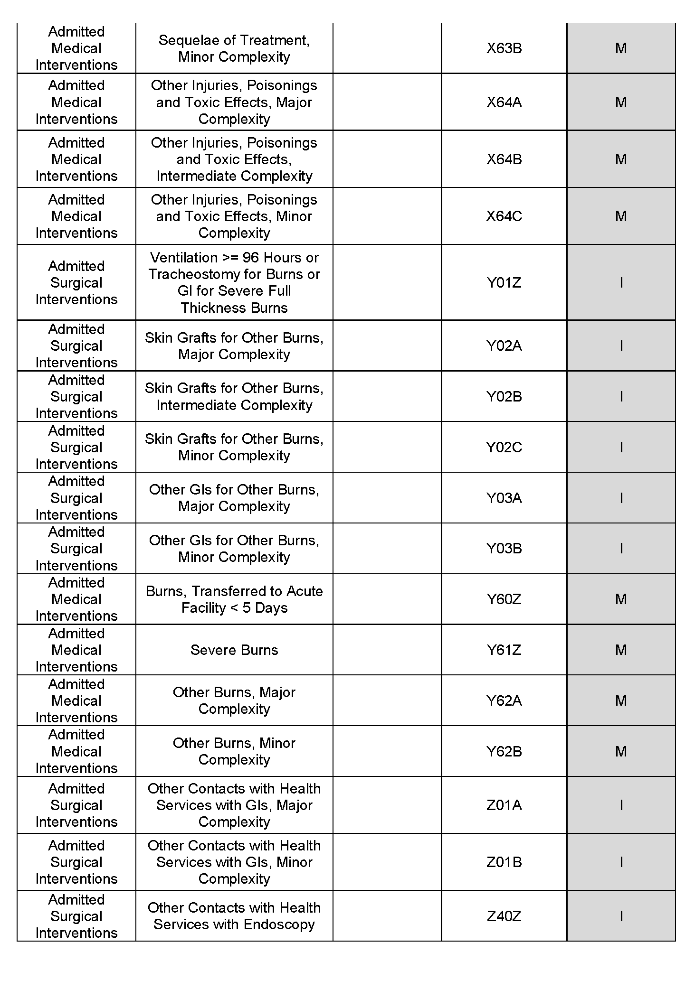 Admitted
Medical
Interventions
Sequelae of Treatment,
Minor Complexity
X63B
M
Admitted
Medical
Interventions
Other Injuries, Poisonings
and Toxic Effects, Major
Complexity
X64A
M
Admitted
Medical
Interventions
Other Injuries, Poisonings
and Toxic Effects,
Intermediate Complexity
X64B
M
Admitted
Medical
Interventions
Other Injuries, Poisonings
and Toxic Effects, Minor
Complexity
X64C
M
Admitted
Surgical
Interventions
Ventilation >= 96 Hours or
Tracheostomy for Burns or
GI for Severe Full
Thickness Burns
Y01Z
I
Admitted
Surgical
Interventions
Skin Grafts for Other Burns,
Major Complexity
Y02A
I
Admitted
Surgical
Interventions
Skin Grafts for Other Burns,
Intermediate Complexity
Y02B
I
Admitted
Surgical
Interventions
Skin Grafts for Other Burns,
Minor Complexity
Y02C
I
Admitted
Surgical
Interventions
Other GIs for Other Burns,
Major Complexity
Y03A
I
Admitted
Surgical
Interventions
Other GIs for Other Burns,
Minor Complexity
Y03B
I
Admitted
Medical
Interventions
Burns, Transferred to Acute
Facility < 5 Days
Y60Z
M
Admitted
Medical
Interventions
Severe Burns
Y61Z
M
Admitted
Medical
Interventions
Other Burns, Major
Complexity
Y62A
M
Admitted
Medical
Interventions
Other Burns, Minor
Complexity
Y62B
M
Admitted
Surgical
Interventions
Other Contacts with Health
Services with GIs, Major
Complexity
Z01A
I
Admitted
Surgical
Interventions
Other Contacts with Health
Services with GIs, Minor
Complexity
Z01B
I
Admitted
Surgical
Interventions
Other Contacts with Health
Services with Endoscopy
Z40Z
I